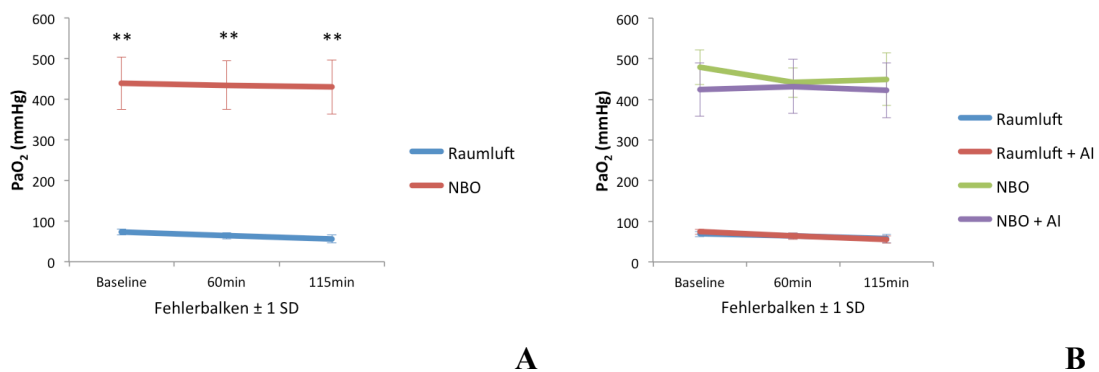 600
500
400
300
200
100
0
PaO2 (mmHg)
** ** **
Baseline 60min 115min
Fehlerbalken ± 1 SD
Raumluft
NBO
A
600
500
400
300
200
100
0
PaO2 (mmHg)
Baseline 60min 115min
Fehlerbalken ± 1 SD
Raumluft
Raumluft + AI
NBO
NBO + AI
B